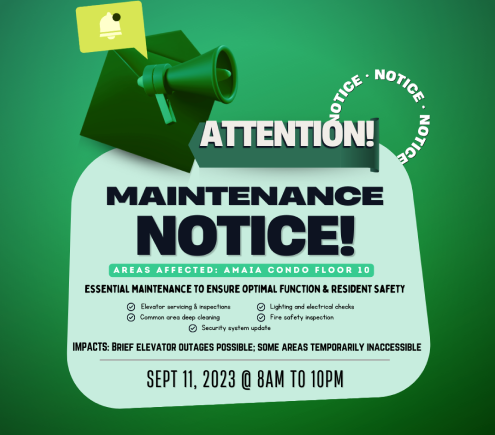 NOTICE · NOTICE · NOTICE
ATTENTION!
MAINTENANCE
NOTICE!
AREAS AFFECTED: AMAIA CONDO FLOOR 10
ESSENTIAL MAINTENANCE TO ENSURE OPTIMAL FUNCTION & RESIDENT SAFETY
Elevator servicing & inspections
Lighting and electrical checks
Common area deep cleaning
Fire safety inspection
Security system update
IMPACTS: BRIEF ELEVATOR OUTAGES POSSIBLE; SOME AREAS TEMPORARILY INACCESSIBLE
SEPT 11, 2023 @ 8AM TO 10PM